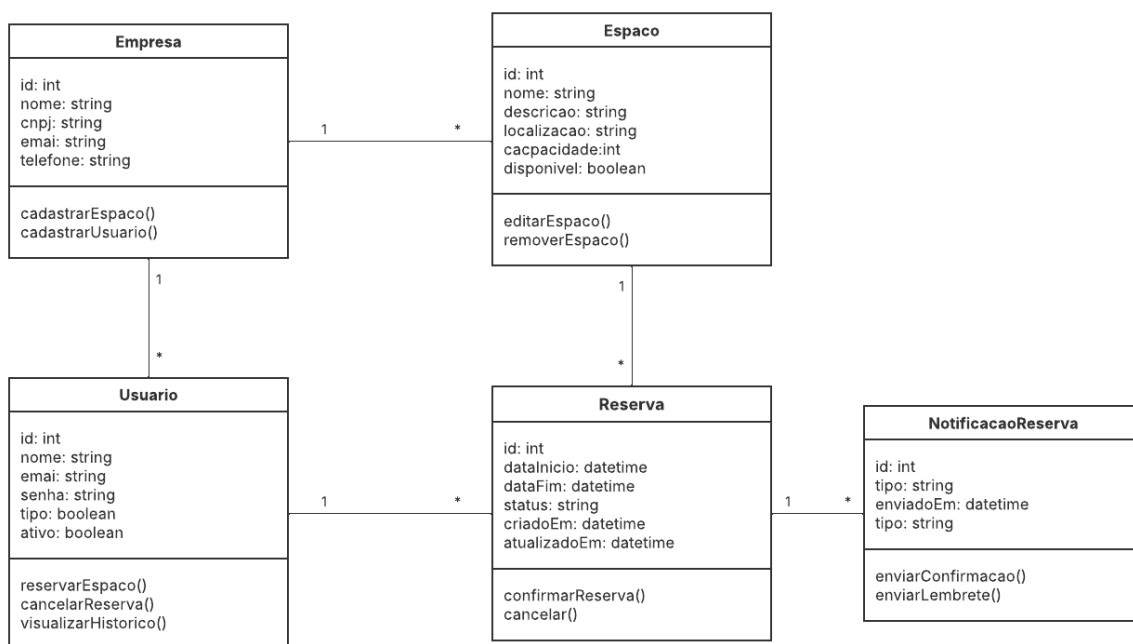 Empresa
id: int
nome: string
cnpj: string
emai: string
telefone: string
cadastrarEspaco()
cadastrarUsuario()
1
*
Espaco
id: int
nome: string
descricao: string
localizacao: string
cacpacidade:int
disponivel: boolean
editarEspaco()
removerEspaco()
1
*
1
*
Usuario
id: int
nome: string
emai: string
senha: string
tipo: boolean
ativo: boolean
reservarEspaco()
cancelarReserva()
visualizarHistorico()
1
*
Reserva
id: int
dataInicio: datetime
dataFim: datetime
status: string
criadoEm: datetime
atualizadoEm: datetime
confirmarReserva()
cancelar()
1
*
NotificacaoReserva
id: int
tipo: string
enviadoEm: datetime
tipo: string
enviarConfirmacao()
enviarLembrete()